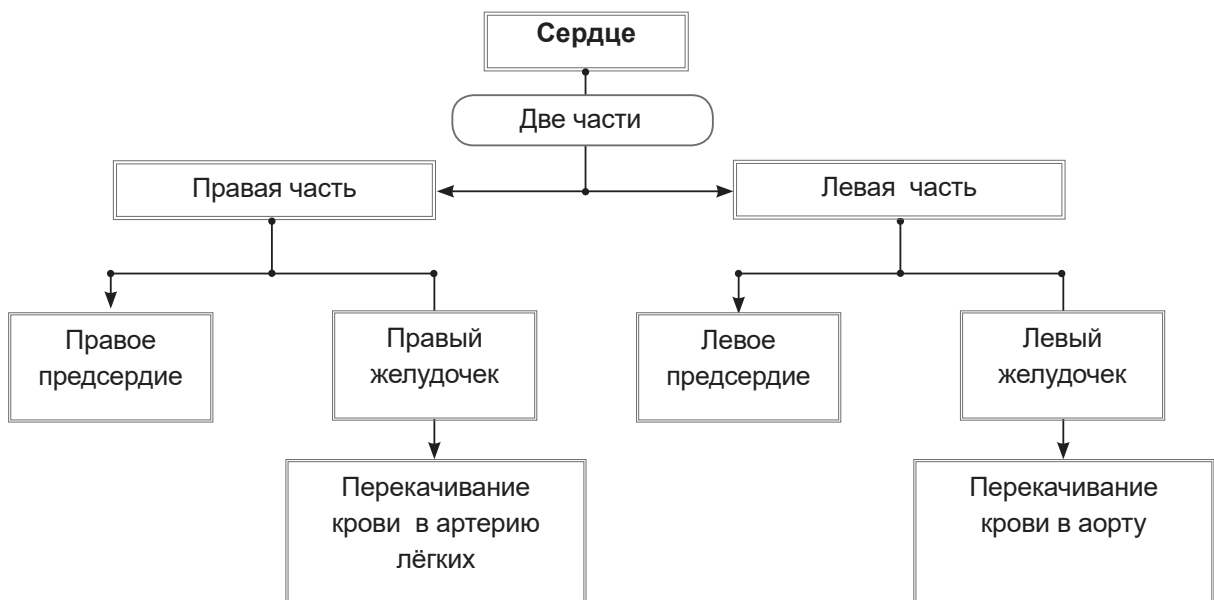 Сердце
Две части
Правая часть
Левая часть
Правое
предсердие
Правый
желудочек
Левое
предсердие
Левый
желудочек
Перекачивание
крови в артерию
лёгких
Перекачивание
крови в аорту